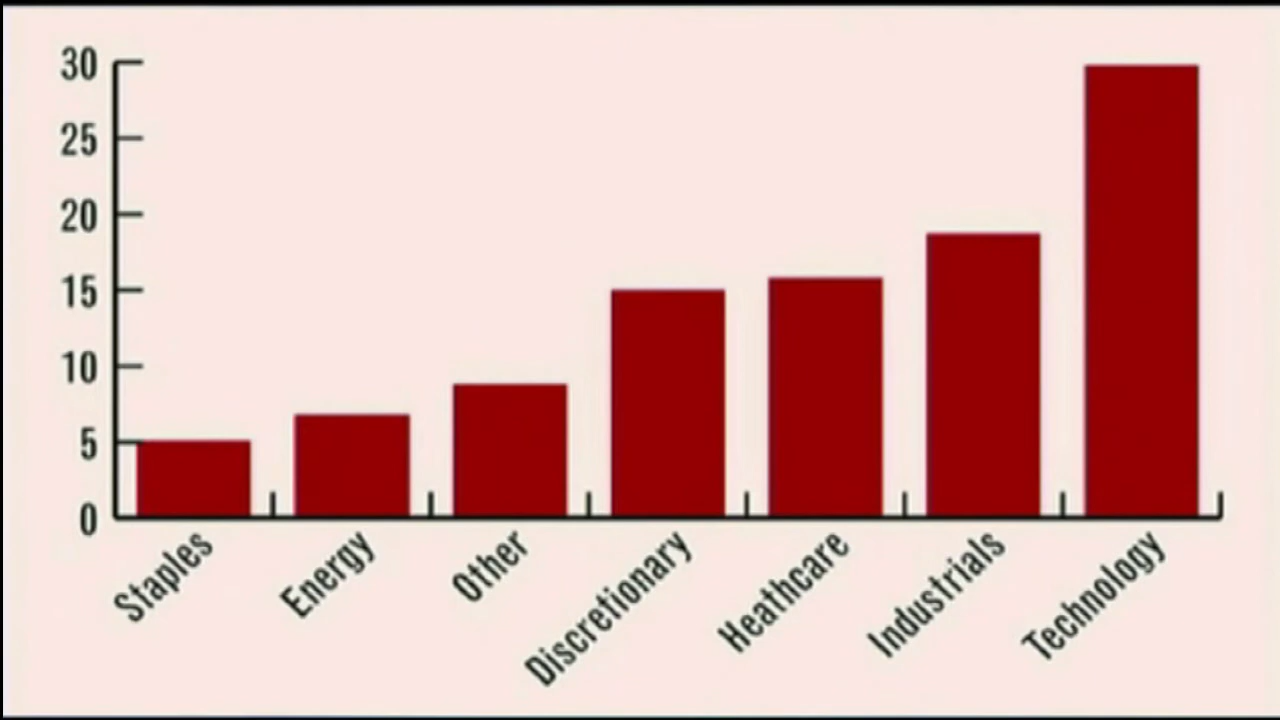 30
25
20
15
10
5
0
Staples
Energy
Other
Discretionary
Heathcare
Industrials
Technology